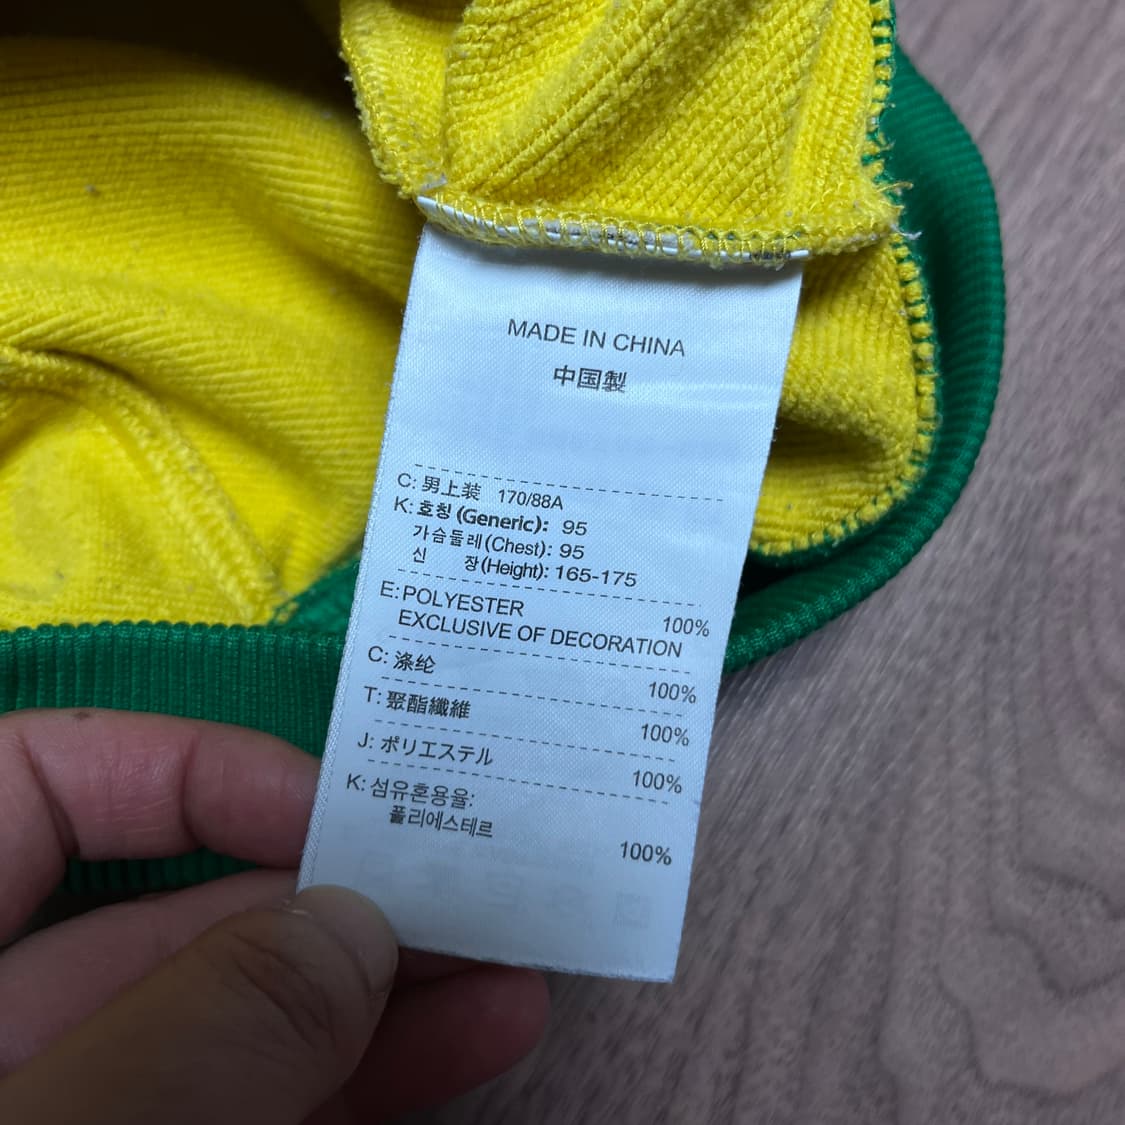 MADE IN CHINA
中国製
C: 男上装 170/88A
K: 호칭 (Generic): 95
가슴둘레(Chest): 95
신 장(Height): 165-175
E: POLYESTER 100%
EXCLUSIVE OF DECORATION
C: 涤纶 100%
T: 聚酯纖維 100%
J: ポリエステル 100%
K: 섬유혼용율:
폴리에스테르 100%